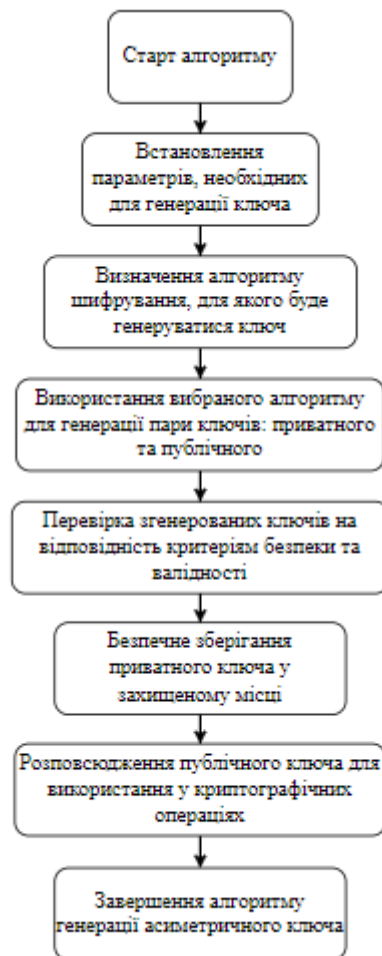 Старт алгоритму
Встановлення
параметрів, необхідних
для генерації ключа
Визначення алгоритму
шифрування, для якого буде
генеруватися ключ
Використання вибраного алгоритму
для генерації пари ключів: приватного
та публічного
Перевірка згенерованих ключів на
відповідність критеріям безпеки та
валідності
Безпечне зберігання
приватного ключа у
захищеному місці
Розповсюдження публічного ключа для
використання у криптографічних
операціях
Завершення алгоритму
генерації асиметричного ключа